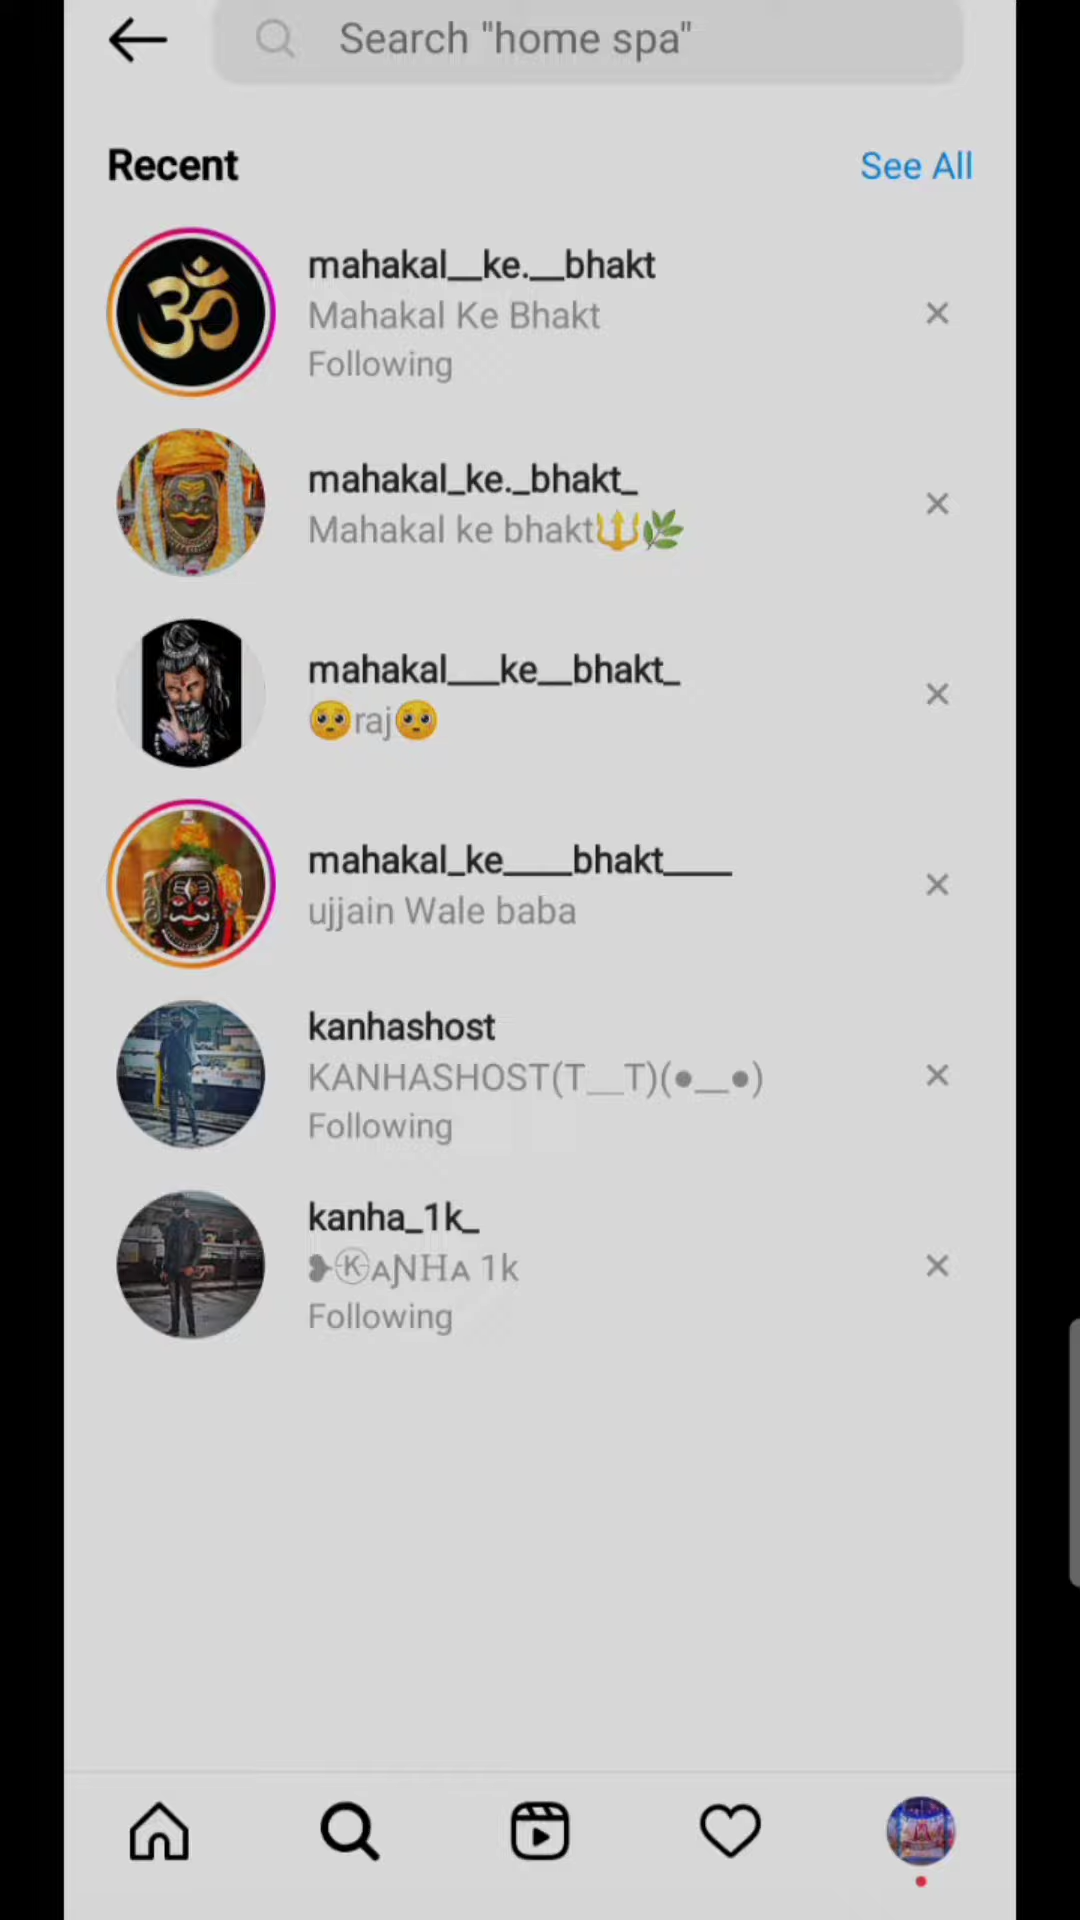 Search "home spa"
Recent
See All
mahakal__ke.__bhakt
Mahakal Ke Bhakt
Following
mahakal_ke._bhakt_
Mahakal ke bhakt🔱🌿
mahakal___ke__bhakt_
🥺raj🥺
mahakal_ke____bhakt____
ujjain Wale baba
kanhashost
KANHASHOST(T__T)(●__●)
Following
kanha_1k_
❥ⓀᴀƝHᴀ 1k
Following